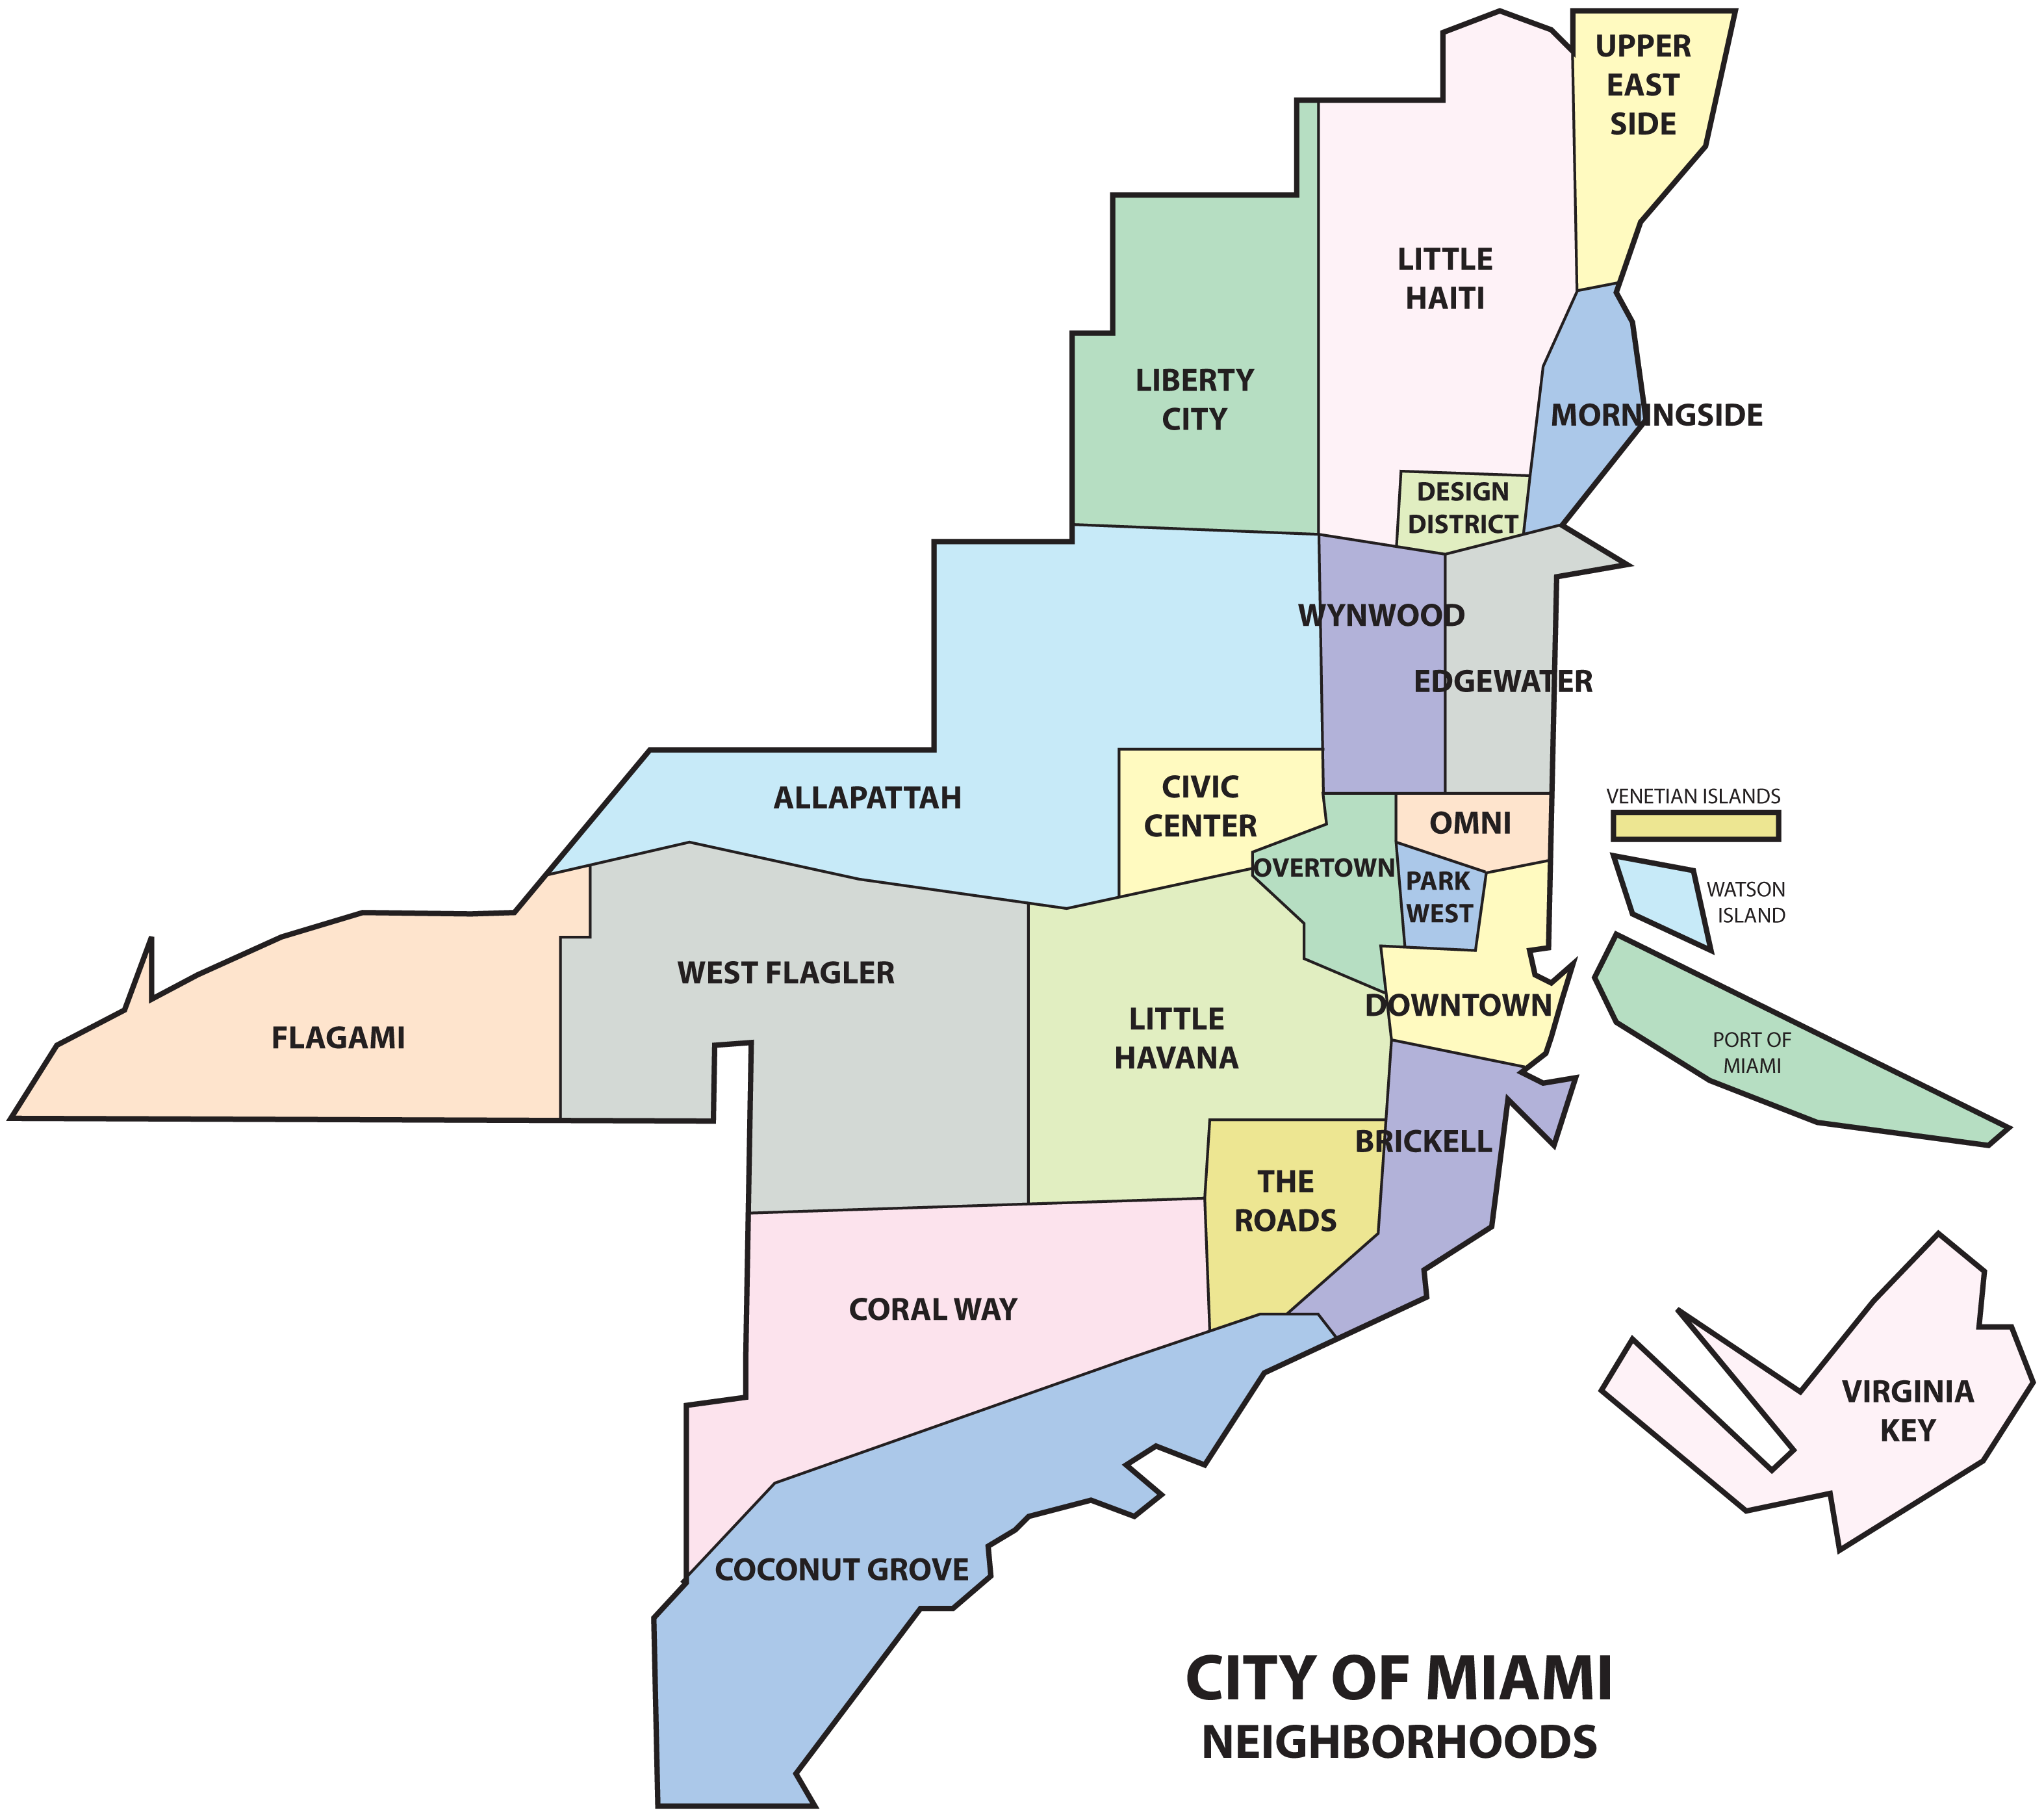 UPPER
EAST
SIDE
LITTLE
HAITI
LIBERTY
CITY
MORNINGSIDE
DESIGN
DISTRICT
WYNWOOD
EDGEWATER
ALLAPATTAH
CIVIC
CENTER
VENETIAN ISLANDS
OMNI
OVERTOWN
PARK
WEST
WATSON
ISLAND
WEST FLAGLER
DOWNTOWN
FLAGAMI
LITTLE
HAVANA
PORT OF
MIAMI
BRICKELL
THE
ROADS
CORAL WAY
VIRGINIA
KEY
COCONUT GROVE
CITY OF MIAMI
NEIGHBORHOODS